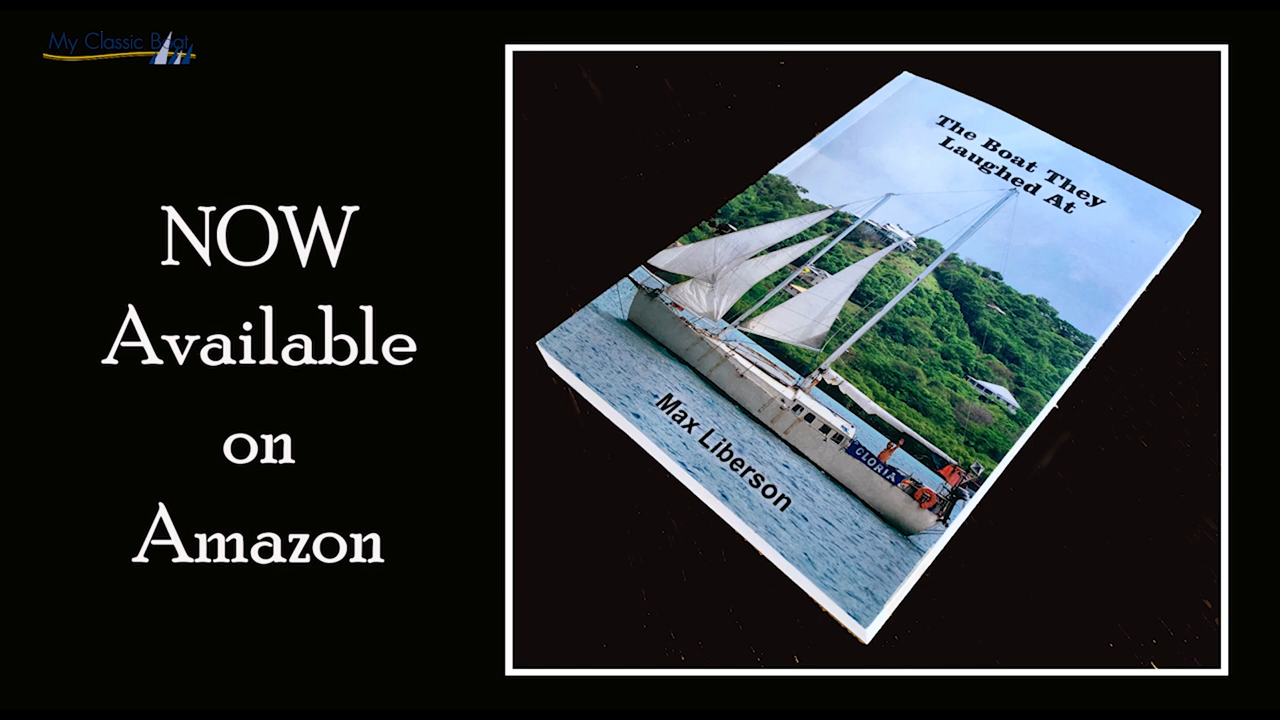 My Classic Boat
NOW
Available
on
Amazon
The Boat They
Laughed At
Max Liberson
GLORIA